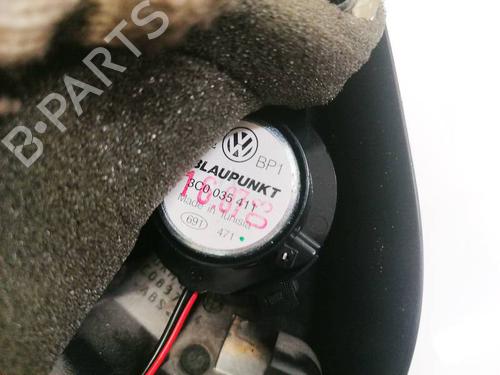 B·PARTS
BP1
BLAUPUNKT
3C0 035 411
Made in Tunisia
691
471